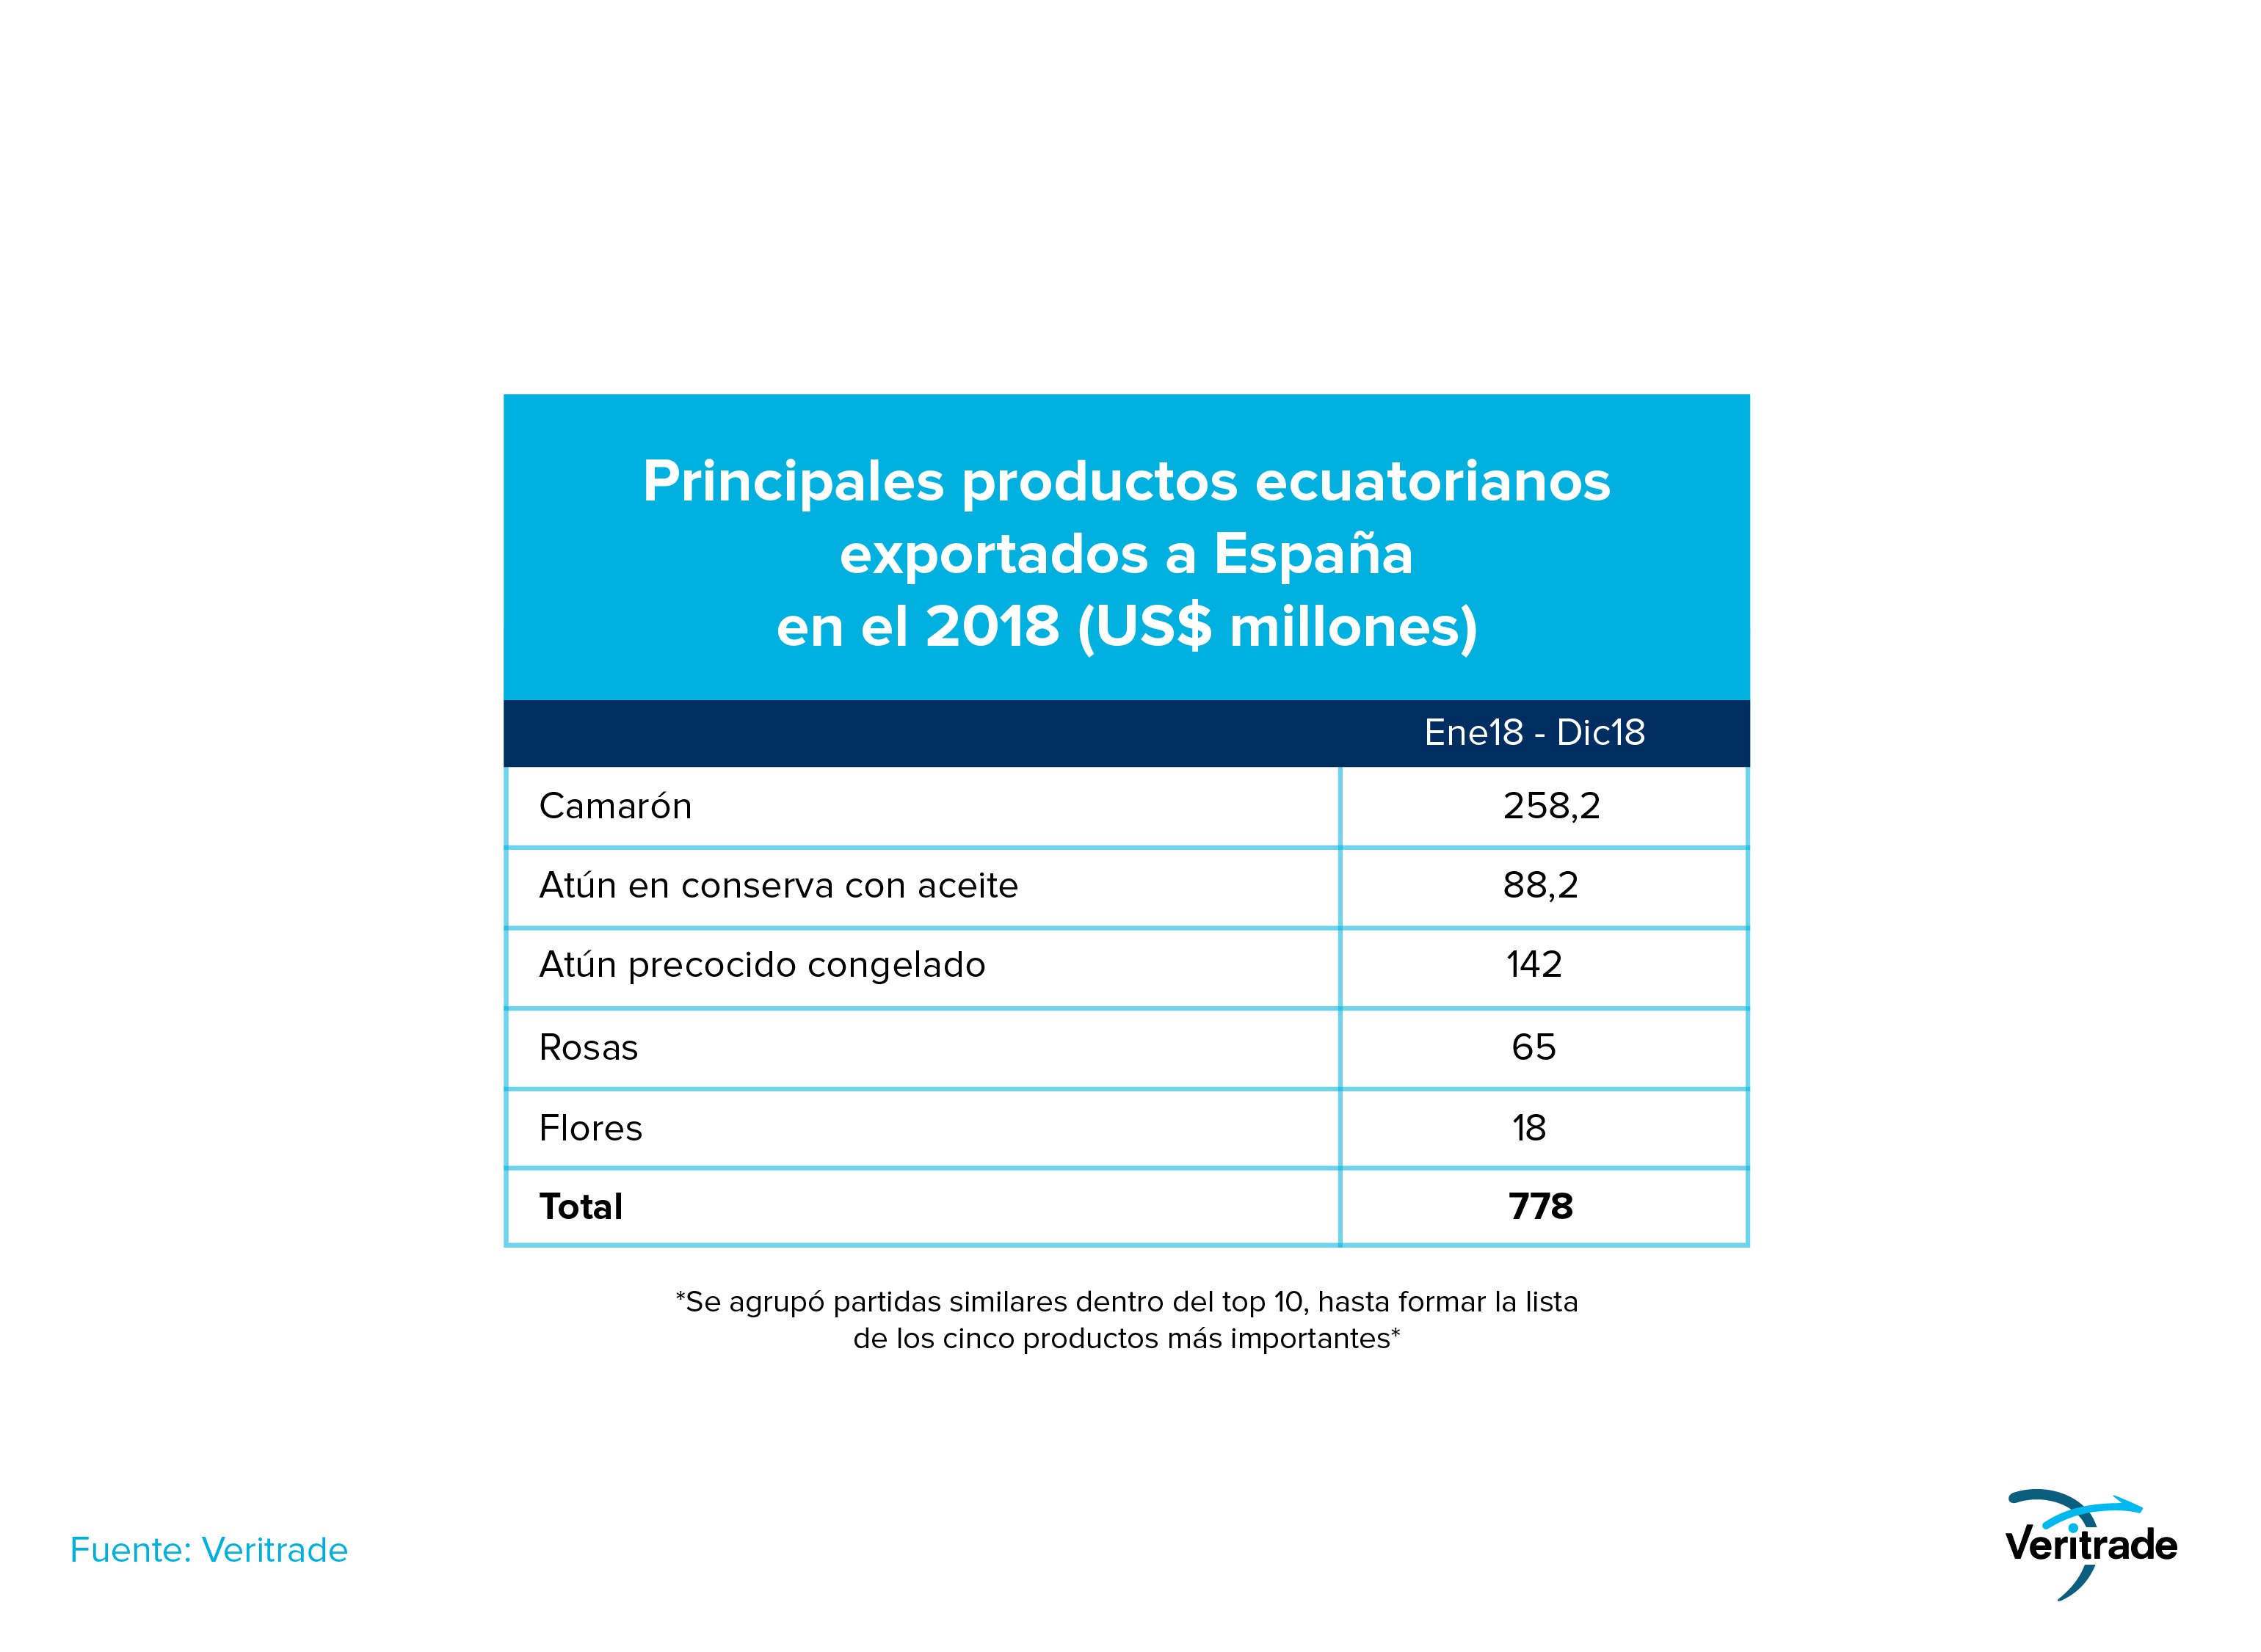 Principales productos ecuatorianos
exportados a España
en el 2018 (US$ millones)
Ene18 - Dic18
Camarón 258,2
Atún en conserva con aceite 88,2
Atún precocido congelado 142
Rosas 65
Flores 18
Total 778
*Se agrupó partidas similares dentro del top 10, hasta formar la lista
de los cinco productos más importantes*
Fuente: Veritrade
Veritrade